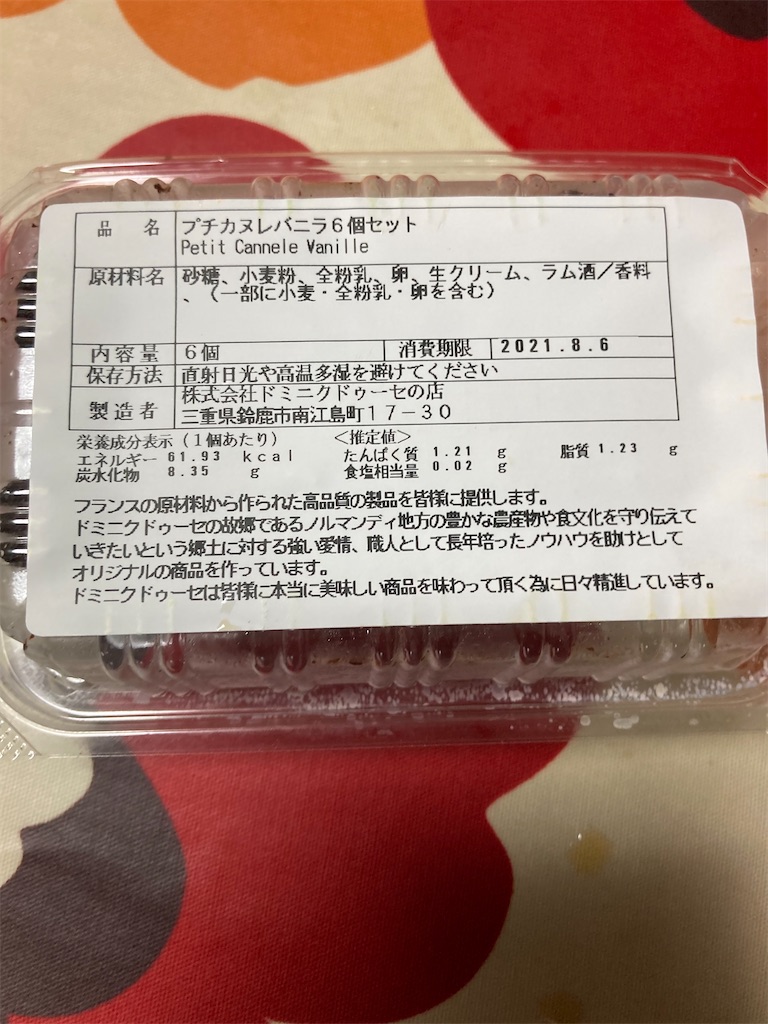 品名 プチカヌレバニラ6個セット
Petit Cannele Vanille
原材料名 砂糖、小麦粉、全粉乳、卵、生クリーム、ラム酒／香料
、（一部に小麦・全粉乳・卵を含む）
内容量 6個 消費期限 2021.8.6
保存方法 直射日光や高温多湿を避けてください
製造者 株式会社ドミニクドゥーセの店
三重県鈴鹿市南江島町17－30
栄養成分表示（1個あたり） ＜推定値＞
エネルギー 61.93 kcal たんぱく質 1.21 g 脂質 1.23 g
炭水化物 8.35 g 食塩相当量 0.02 g
フランスの原材料から作られた高品質の製品を皆様に提供します。
ドミニクドゥーセの故郷であるノルマンディ地方の豊かな農産物や食文化を守り伝えて
いきたいという郷土に対する強い愛情、職人として長年培ったノウハウを助けとして
オリジナルの商品を作っています。
ドミニクドゥーセは皆様に本当に美味しい商品を味わって頂く為に日々精進しています。